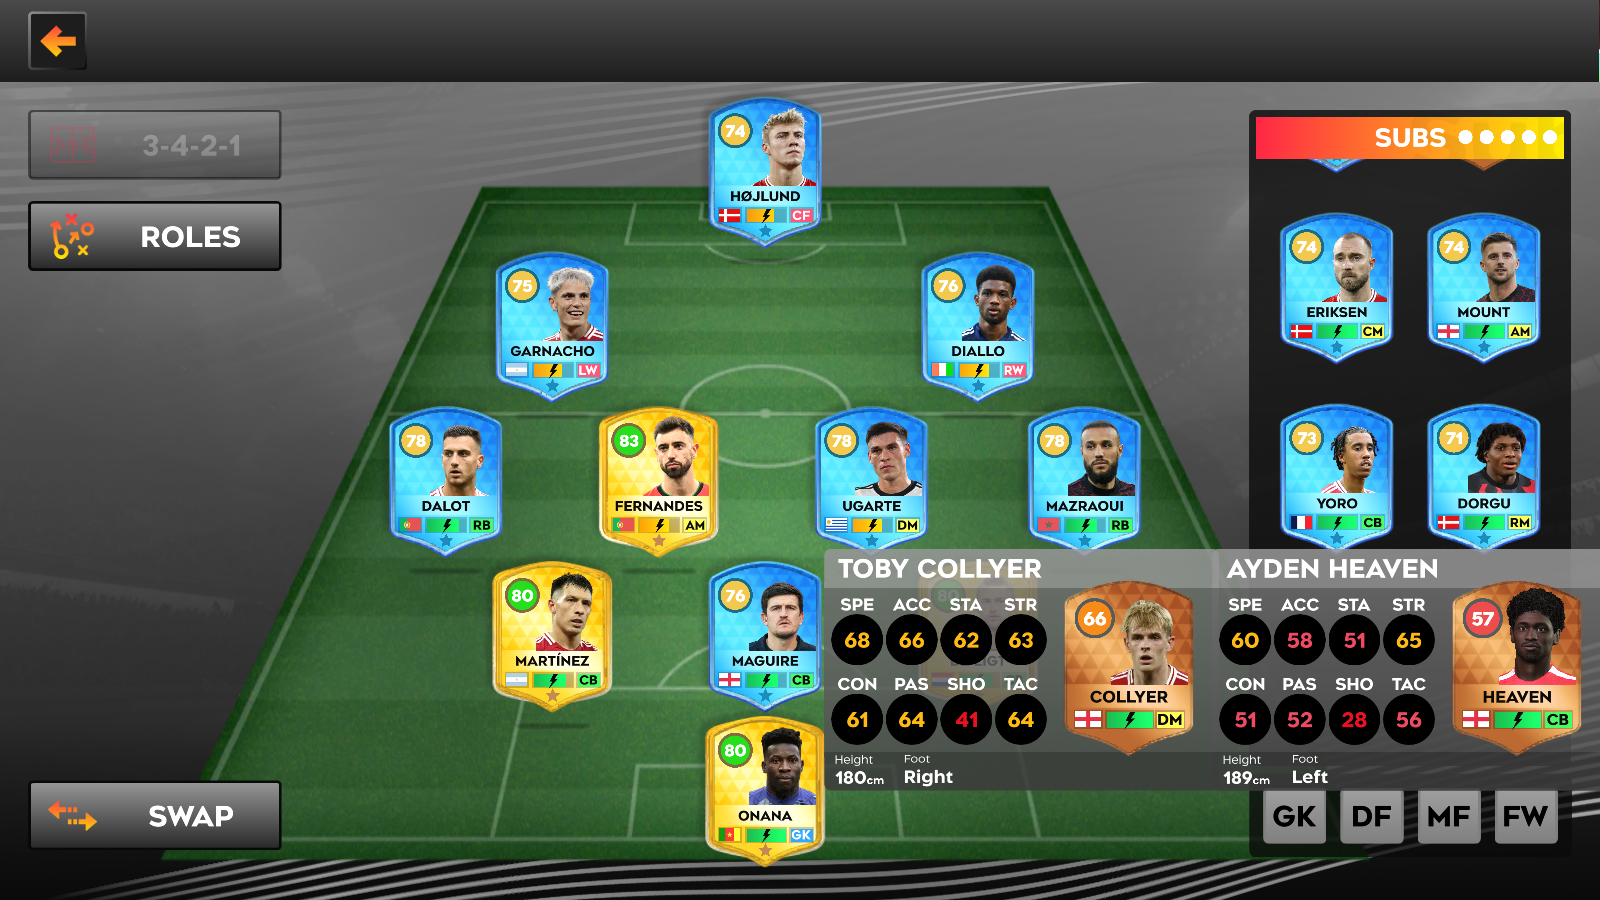 3-4-2-1
ROLES
SUBS
74
HØJLUND
CF
75
GARNACHO
LW
76
DIALLO
RW
74
ERIKSEN
CM
74
MOUNT
AM
78
DALOT
RB
83
FERNANDES
AM
78
UGARTE
DM
78
MAZRAOUI
RB
73
YORO
CB
71
DORGU
RM
80
MARTÍNEZ
CB
76
MAGUIRE
CB
80
TOBY COLLYER
SPE ACC STA STR
68 66 62 63
CON PAS SHO TAC
61 64 41 64
Height Foot
180cm Right
66
COLLYER
DM
AYDEN HEAVEN
SPE ACC STA STR
60 58 51 65
CON PAS SHO TAC
51 52 28 56
Height Foot
189cm Left
57
HEAVEN
CB
80
ONANA
GK
SWAP
GK DF MF FW